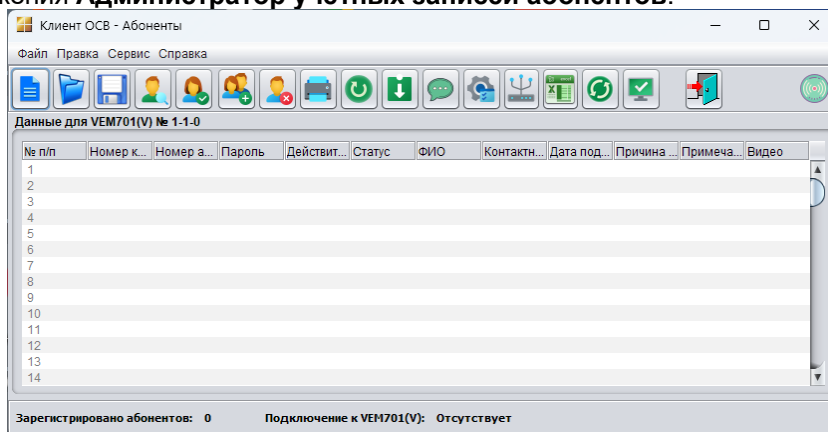 Администратор учетных записей абонентов.
Клиент ОСВ - Абоненты
Файл Правка Сервис Справка
Данные для VEM701(V) № 1-1-0
№ п/п Номер к... Номер а... Пароль Действит... Статус ФИО Контактн... Дата под... Причина ... Примеча... Видео
1
2
3
4
5
6
7
8
9
10
11
12
13
14
Зарегистрировано абонентов: 0 Подключение к VEM701(V): Отсутствует